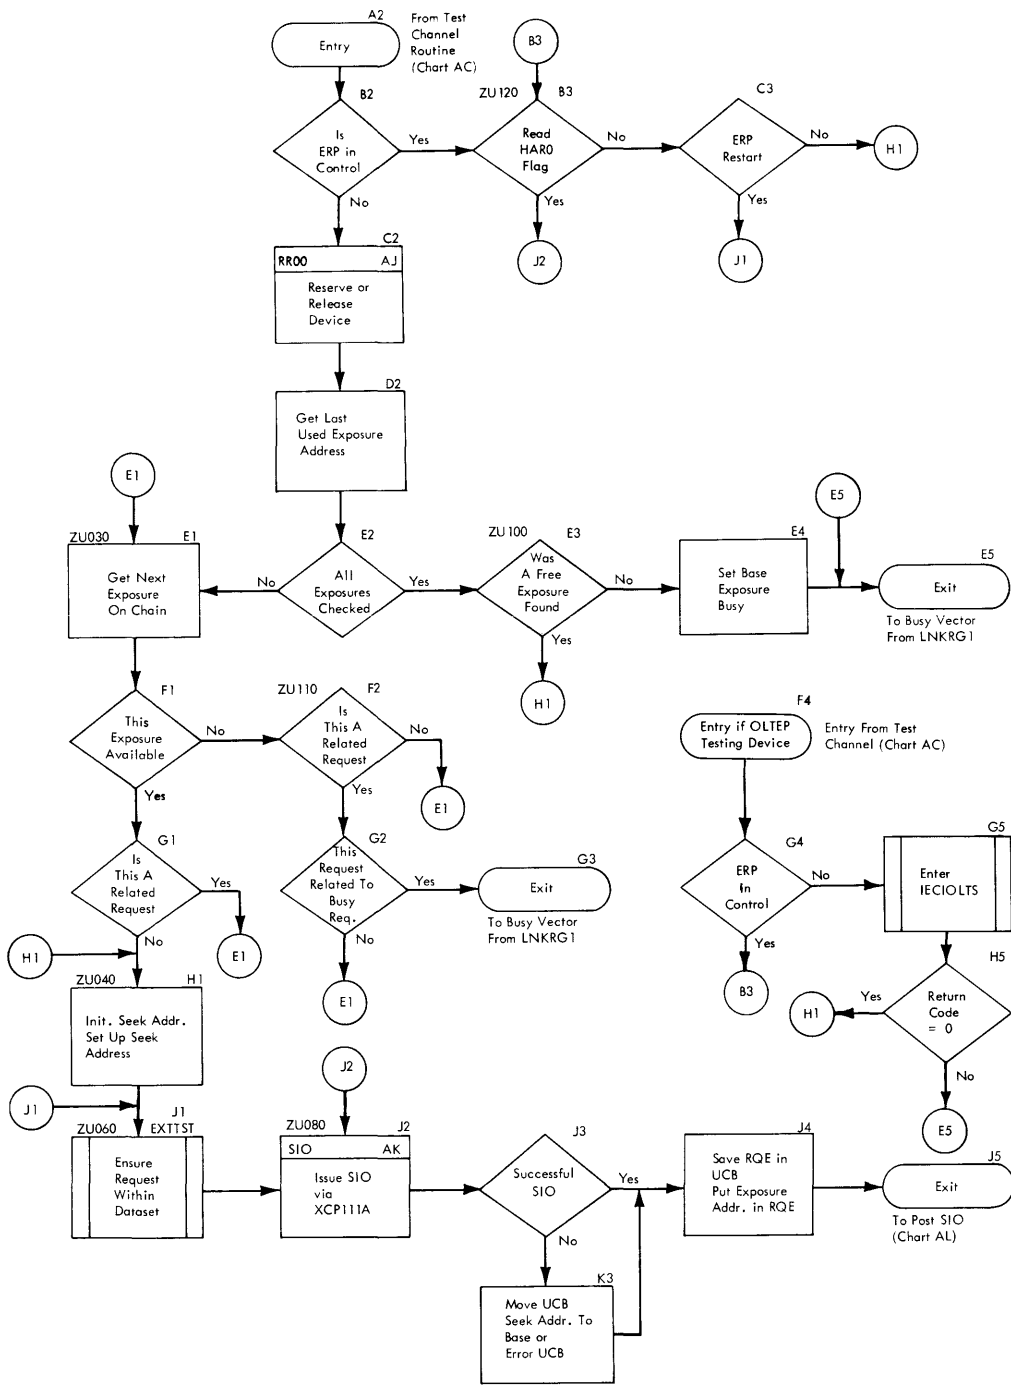 A2
From Test
Channel
Routine
(Chart AC)
Entry
B3
B2
ZU120
B3
C3
Is
ERP in
Control
Yes
Read
HAR0
Flag
No
ERP
Restart
No
H1
No
Yes
Yes
J2
J1
C2
RR00
AJ
Reserve or
Release
Device
D2
Get Last
Used Exposure
Address
E1
E5
ZU030
E1
E2
ZU100
E3
E4
E5
Get Next
Exposure
On Chain
No
All
Exposures
Checked
Yes
Was
A Free
Exposure
Found
No
Set Base
Exposure
Busy
Exit
To Busy Vector
From LNKRG1
Yes
H1
F1
ZU110
F2
F4
This
Exposure
Available
No
Is
This A
Related
Request
No
E1
Entry if OLTEP
Testing Device
Entry From Test
Channel (Chart AC)
Yes
Yes
G1
G2
G3
G4
G5
Is
This A
Related
Request
Yes
E1
This
Request
Related To
Busy
Req.
Yes
Exit
To Busy Vector
From LNKRG1
ERP
in
Control
No
Enter
IECIOLTS
No
No
E1
Yes
B3
H1
ZU040
H1
H5
Init. Seek Addr.
Set Up Seek
Address
H1
Yes
Return
Code
= 0
No
E5
J2
J1
J1
ZU060
EXTTST
ZU080
J2
J3
J4
J5
Ensure
Request
Within
Dataset
SIO
AK
Issue SIO
via
XCP111A
Successful
SIO
Yes
Save RQE in
UCB
Put Exposure
Addr. in RQE
Exit
To Post SIO
(Chart AL)
No
K3
Move UCB
Seek Addr. To
Base or
Error UCB